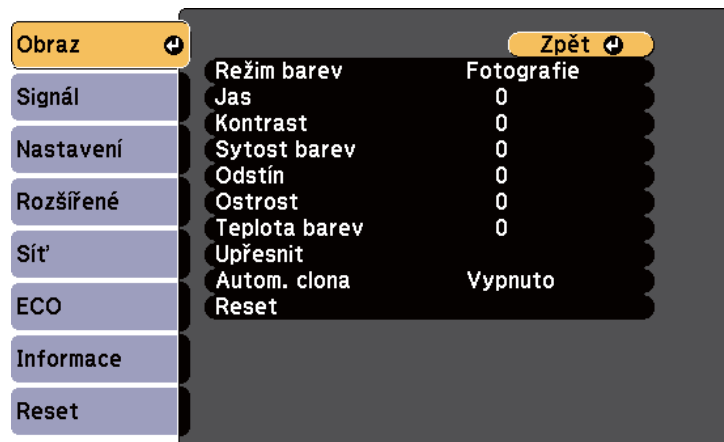 Obraz
Signál
Nastavení
Rozšířené
Síť
ECO
Informace
Reset
Zpět
Režim barev Fotografie
Jas 0
Kontrast 0
Sytost barev 0
Odstín 0
Ostrost 0
Teplota barev 0
Upřesnit
Autom. clona Vypnuto
Reset